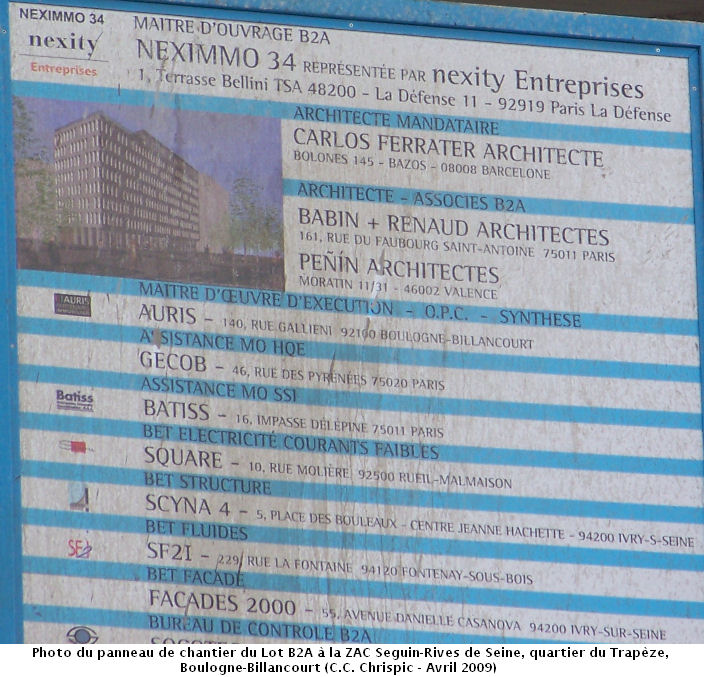 NEXIMMO 34
nexity
Entreprises
MAITRE D'OUVRAGE B2A
NEXIMMO 34 REPRÉSENTÉE PAR nexity Entreprises
1, Terrasse Bellini TSA 48200 - La Défense 11 - 92919 Paris La Défense
ARCHITECTE MANDATAIRE
CARLOS FERRATER ARCHITECTE
BOLONES 145 - BAZOS - 08008 BARCELONE
ARCHITECTE - ASSOCIES B2A
BABIN + RENAUD ARCHITECTES
161, RUE DU FAUBOURG SAINT-ANTOINE 75011 PARIS
PEÑÍN ARCHITECTES
MORATIN 11/31 - 46002 VALENCE
MAITRE D'ŒUVRE D'EXECUTION - O.P.C. - SYNTHESE
AURIS
AURIS - 140, RUE GALLIENI 92100 BOULOGNE-BILLANCOURT
ASSISTANCE MO HQE
GECOB - 46, RUE DES PYRÉNÉES 75020 PARIS
ASSISTANCE MO SSI
Batiss
BATISS - 16, IMPASSE DELÉPINE 75011 PARIS
BET ELECTRICITÉ COURANTS FAIBLES
SQUARE - 10, RUE MOLIÈRE 92500 RUEIL-MALMAISON
BET STRUCTURE
SCYNA 4 - 5, PLACE DES BOULEAUX - CENTRE JEANNE HACHETTE - 94200 IVRY-S-SEINE
BET FLUIDES
SF2I - 229, RUE LA FONTAINE 94120 FONTENAY-SOUS-BOIS
BET FACADE
FAÇADES 2000 - 55, AVENUE DANIELLE CASANOVA 94200 IVRY-SUR-SEINE
BUREAU DE CONTROLE B2A
Photo du panneau de chantier du Lot B2A à la ZAC Seguin-Rives de Seine, quartier du Trapèze,
Boulogne-Billancourt (C.C. Chrispic - Avril 2009)